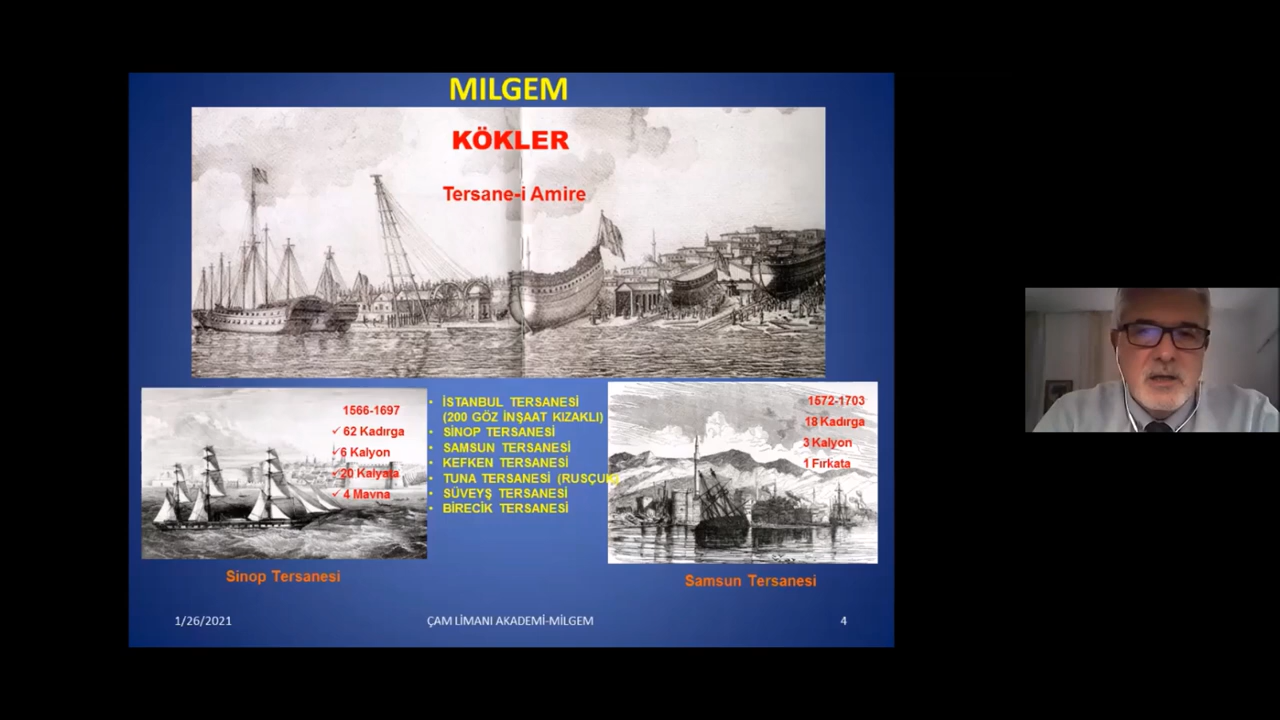 MILGEM
KÖKLER
Tersane-i Amire
1566-1697
✓ 62 Kadırga
✓ 6 Kalyon
✓ 20 Kalyata
✓ 4 Mavna
Sinop Tersanesi
• İSTANBUL TERSANESİ
(200 GÖZ İNŞAAT KIZAKLI)
• SİNOP TERSANESİ
• SAMSUN TERSANESİ
• KEFKEN TERSANESİ
• TUNA TERSANESİ (RUSÇUK)
• SÜVEYŞ TERSANESİ
• BİRECİK TERSANESİ
1572-1703
18 Kadırga
3 Kalyon
1 Fırkata
Samsun Tersanesi
1/26/2021
ÇAM LİMANI AKADEMİ-MİLGEM
4